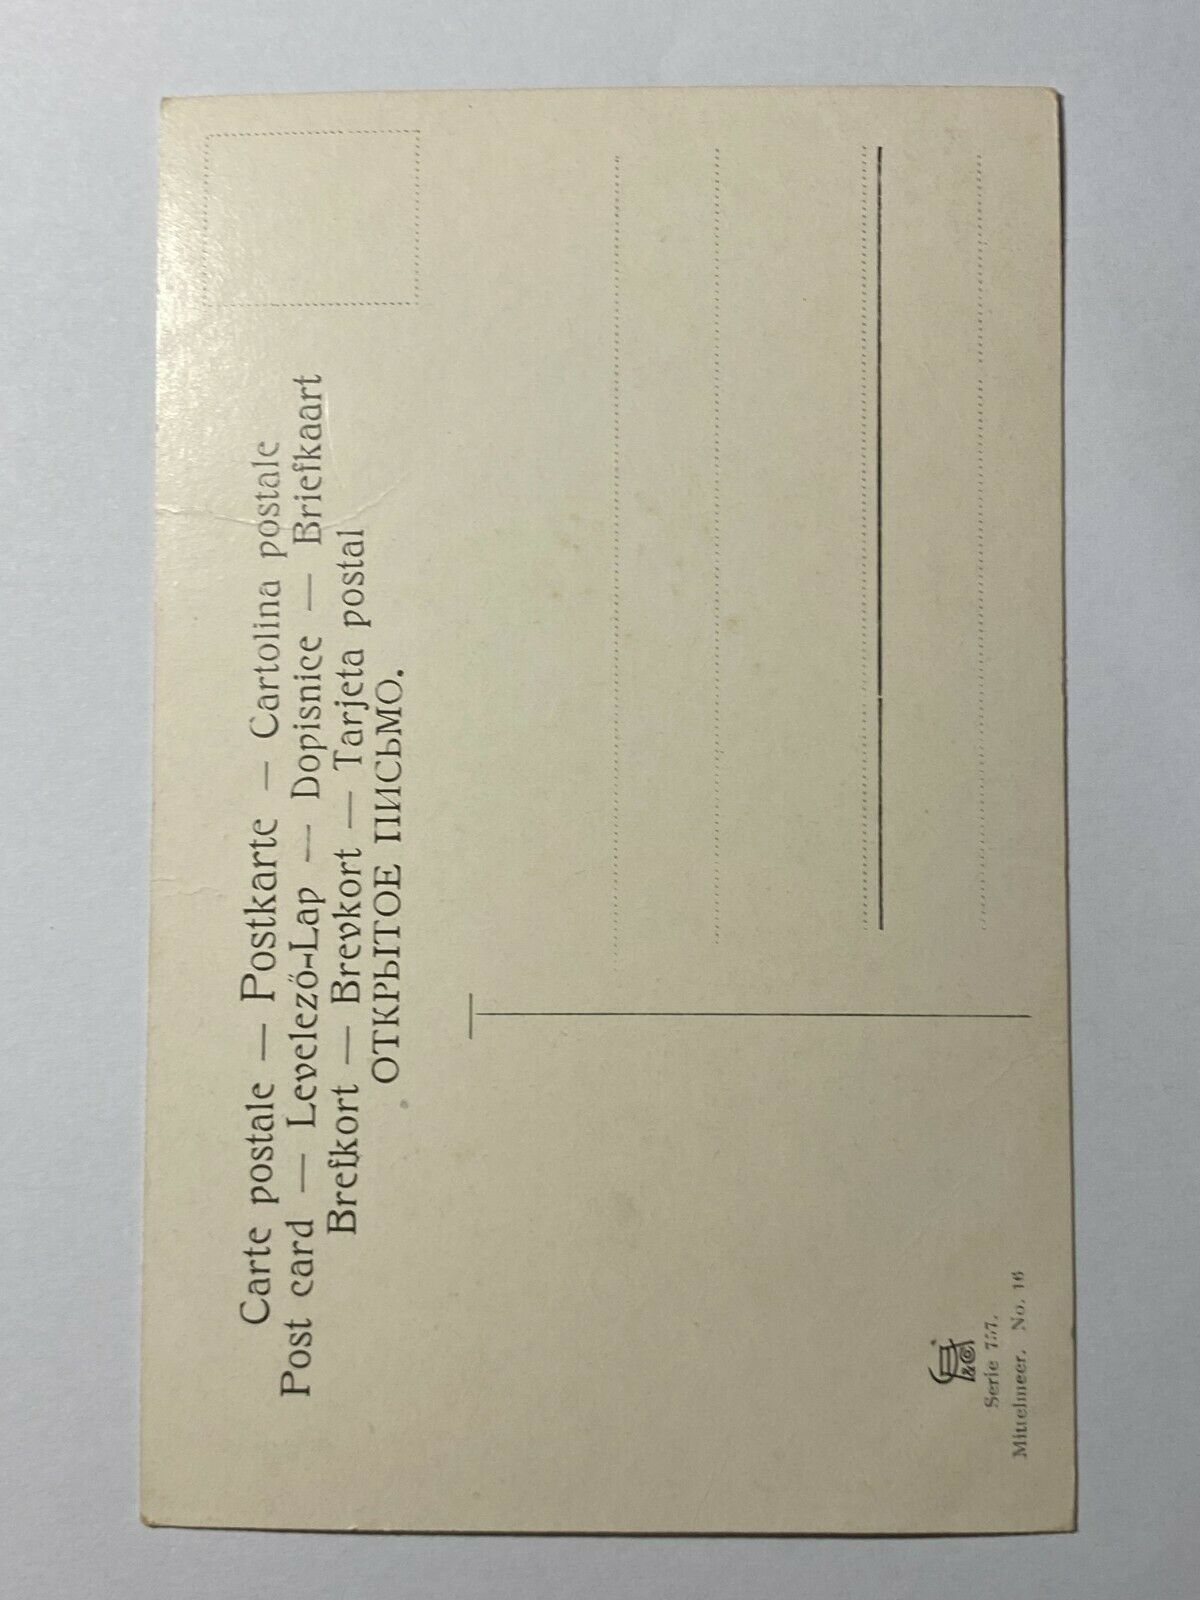 Carte postale — Postkarte — Cartolina postale
Post card — Levelező-Lap — Dopisnice — Briefkaart
Brefkort — Brevkort — Tarjeta postal
ОТКРЫТОЕ ПИСЬМО.
& Co.
Serie 757.
Mittelmeer. No. 16